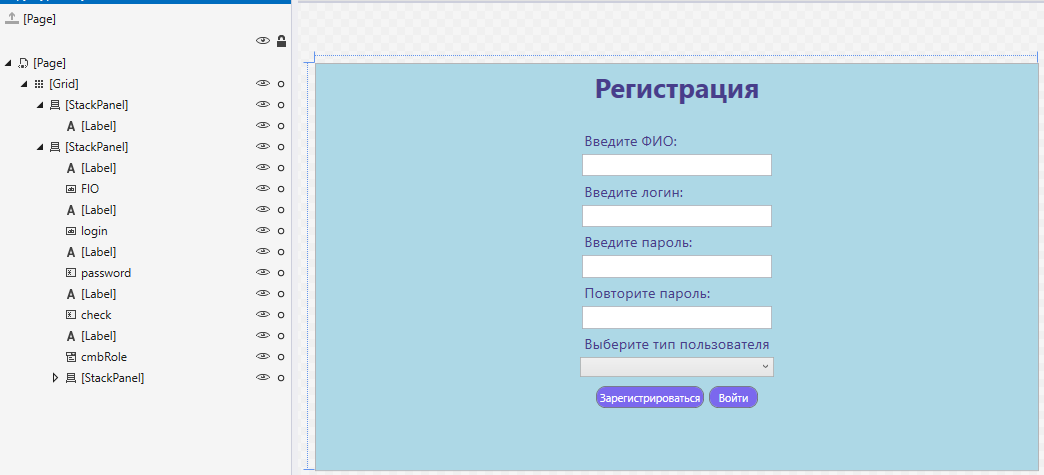 [Page]
[Page]
[Grid]
[StackPanel]
[Label]
[StackPanel]
[Label]
FIO
[Label]
login
[Label]
password
[Label]
check
[Label]
cmbRole
[StackPanel]
Регистрация
Введите ФИО:
Введите логин:
Введите пароль:
Повторите пароль:
Выберите тип пользователя
Зарегистрироваться Войти